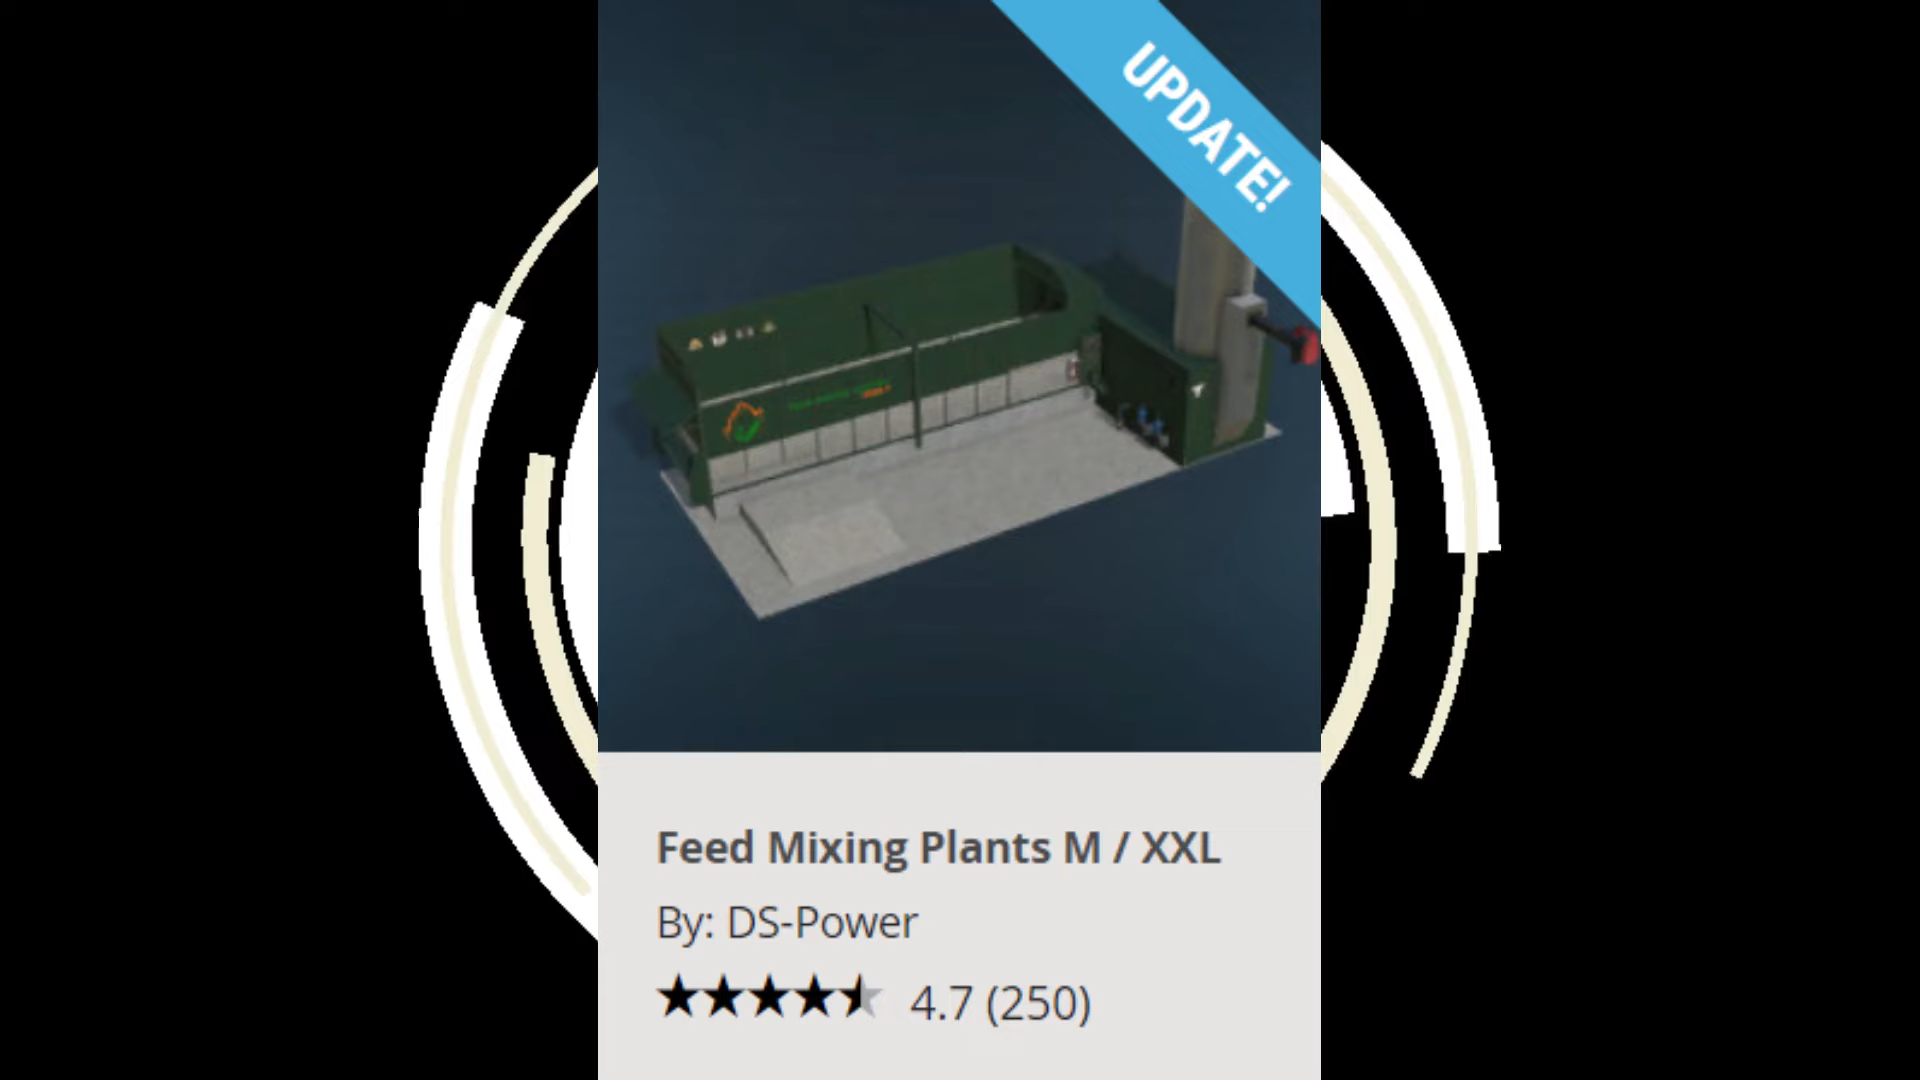 UPDATE!
Feed Mixing Plants M / XXL
By: DS-Power
4.7 (250)